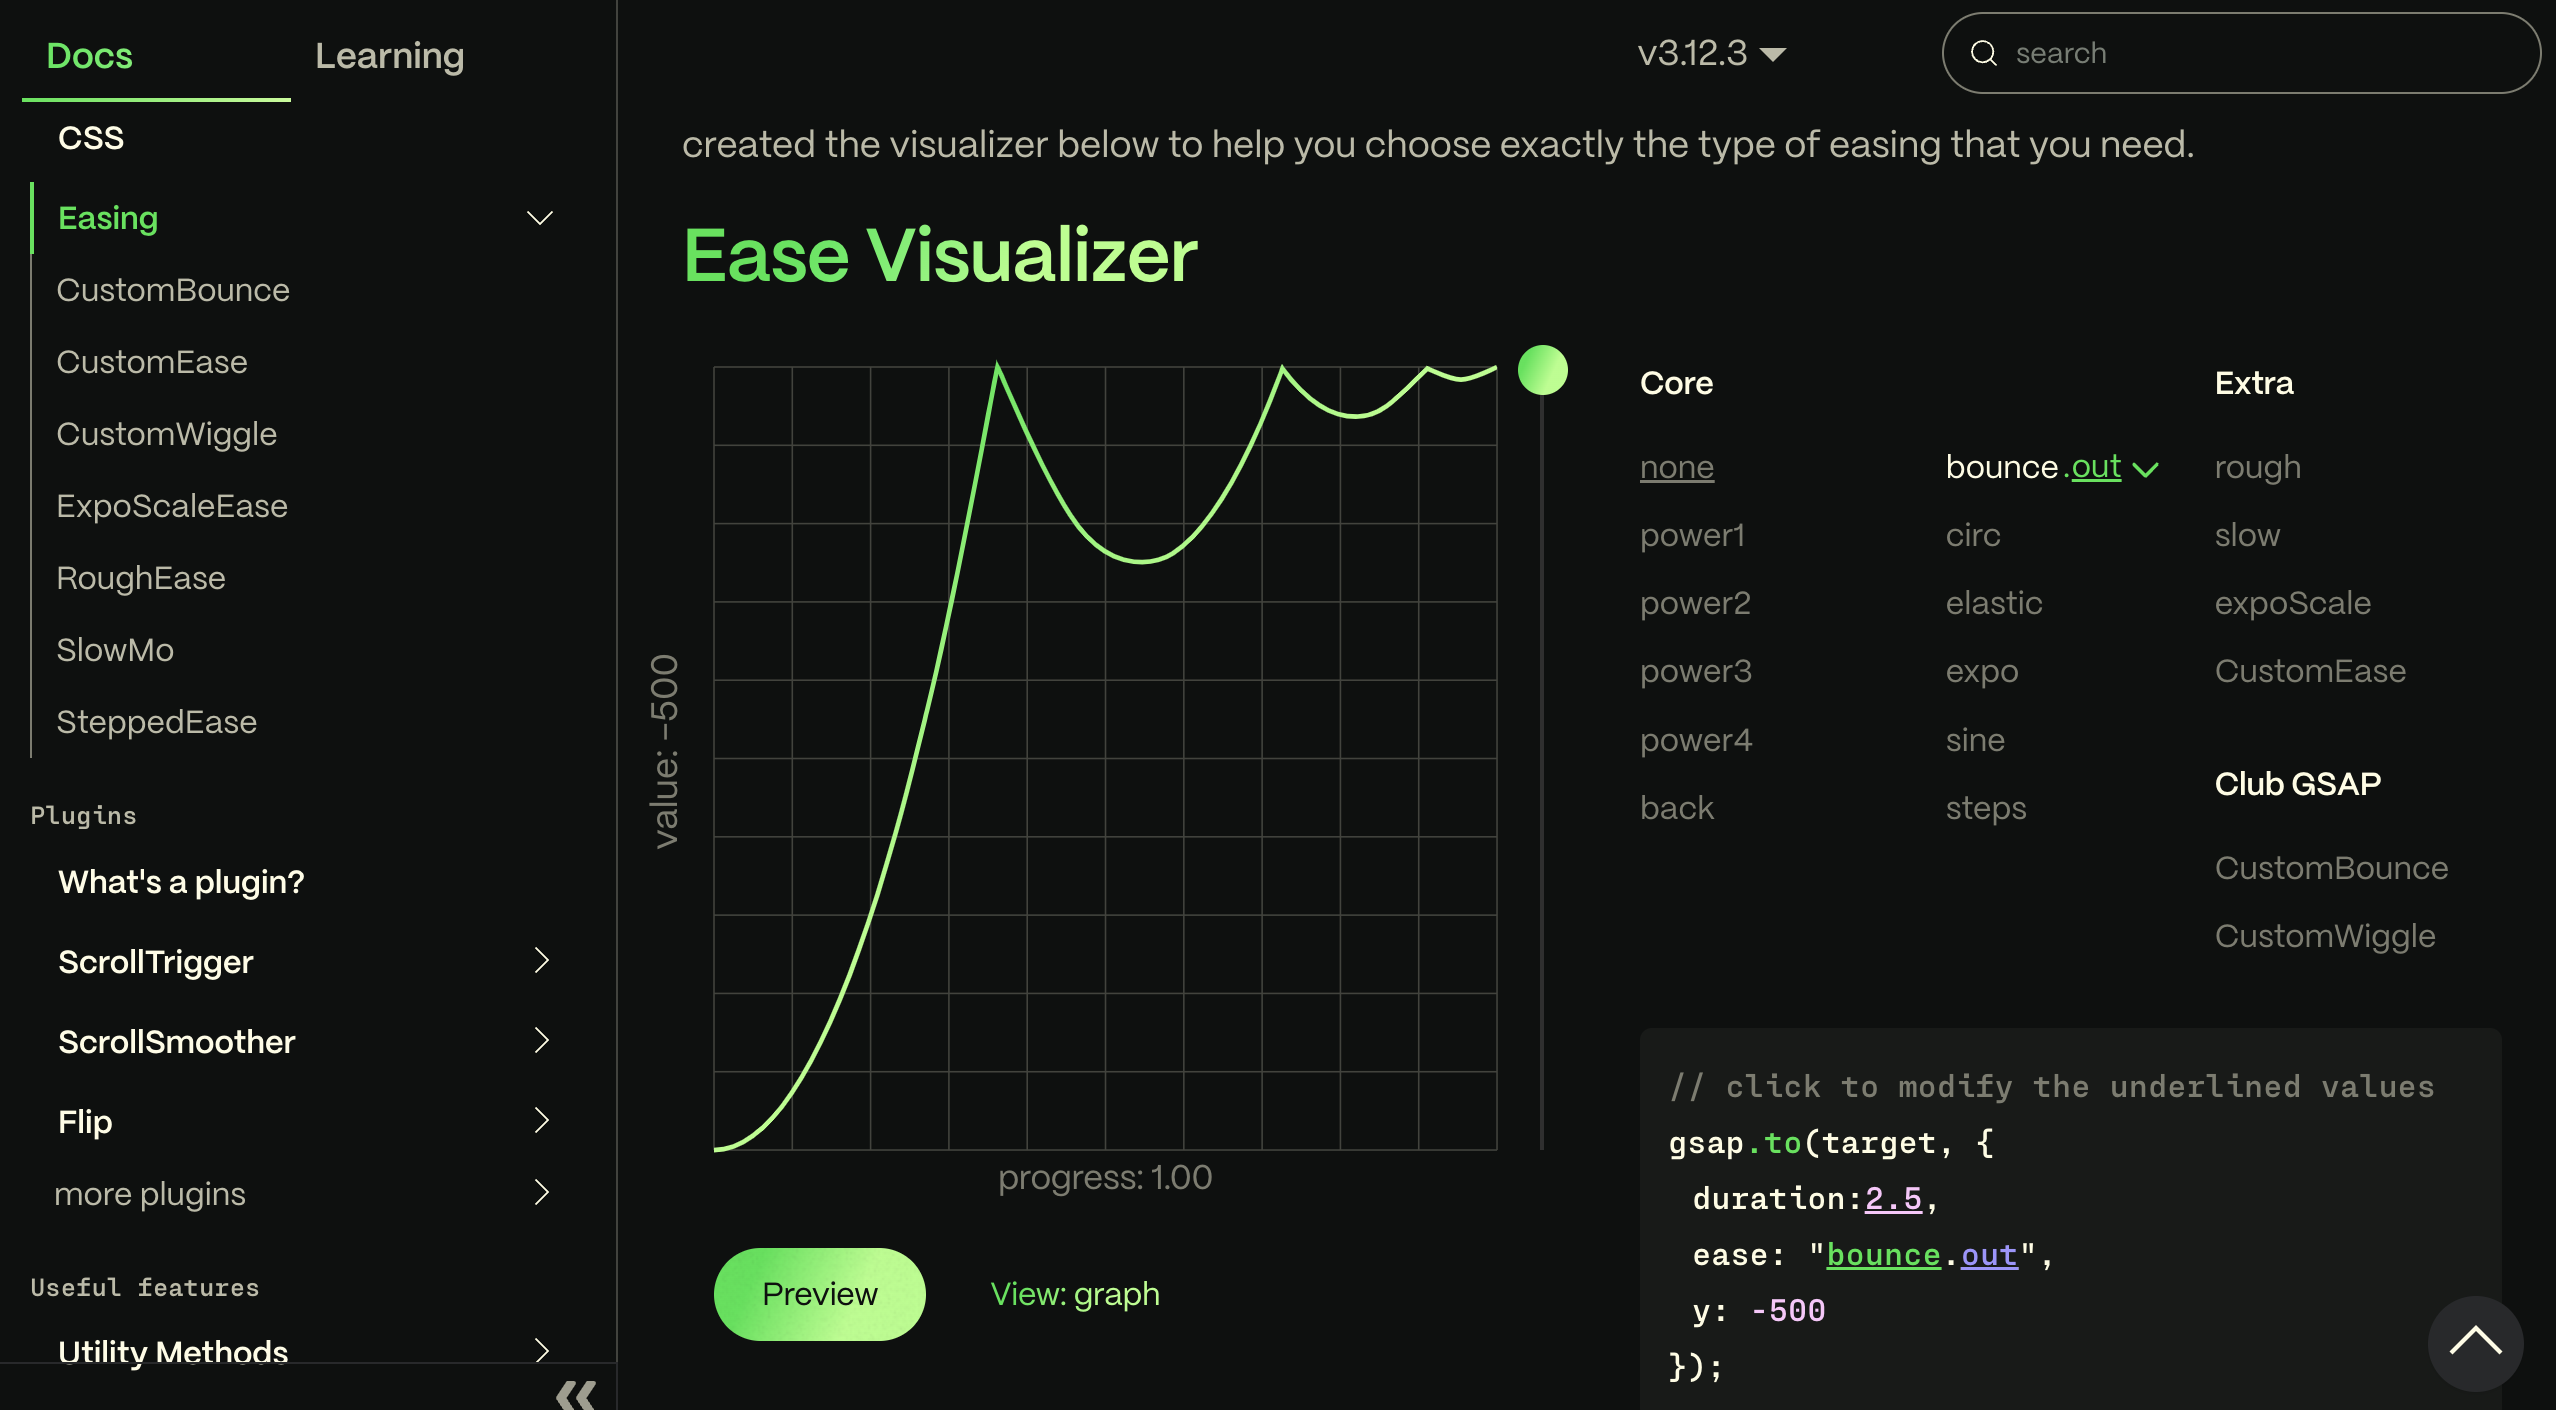 Docs
Learning
CSS
Easing
CustomBounce
CustomEase
CustomWiggle
ExpoScaleEase
RoughEase
SlowMo
SteppedEase
Plugins
What's a plugin?
ScrollTrigger
ScrollSmoother
Flip
more plugins
Useful features
Utility Methods
v3.12.3
search
created the visualizer below to help you choose exactly the type of easing that you need.
Ease Visualizer
value: -500
progress: 1.00
Preview
View: graph
Core
none
power1
power2
power3
power4
back
bounce.out
circ
elastic
expo
sine
steps
Extra
rough
slow
expoScale
CustomEase
Club GSAP
CustomBounce
CustomWiggle
// click to modify the underlined values
gsap.to(target, {
duration:2.5,
ease: "bounce.out",
y: -500
});